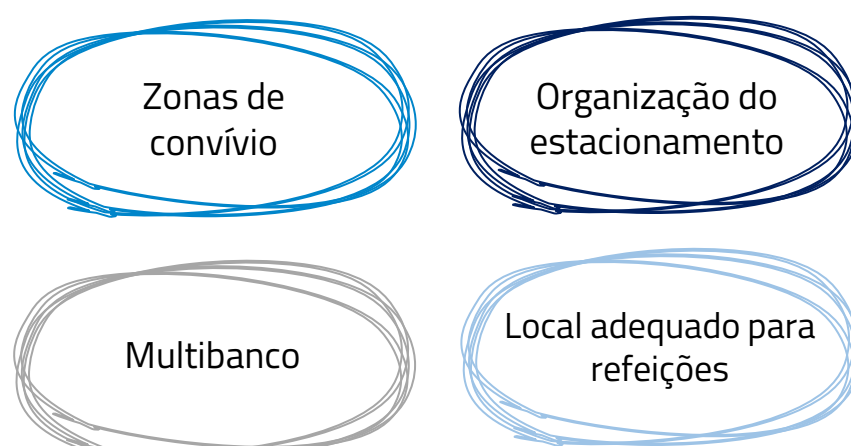 Zonas de
convívio
Organização do
estacionamento
Multibanco
Local adequado para
refeições